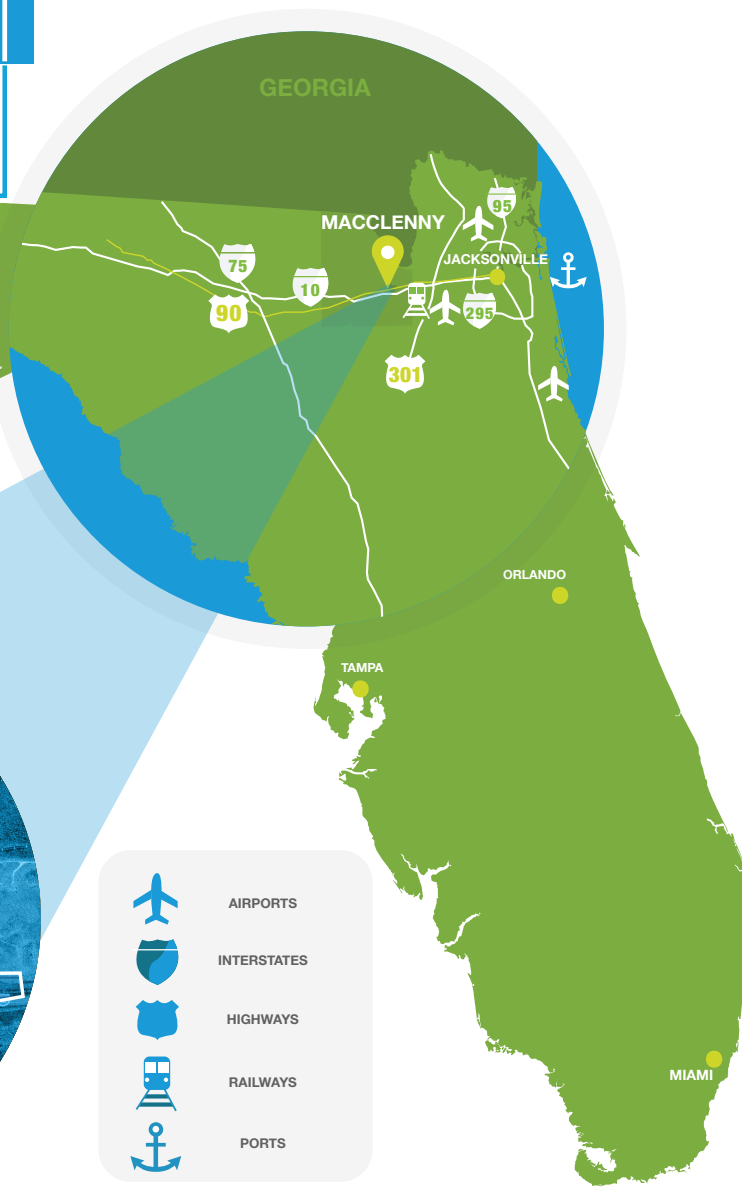 GEORGIA
95
MACCLENNY
75
JACKSONVILLE
10
90
295
301
ORLANDO
TAMPA
AIRPORTS
INTERSTATES
HIGHWAYS
RAILWAYS
PORTS
MIAMI